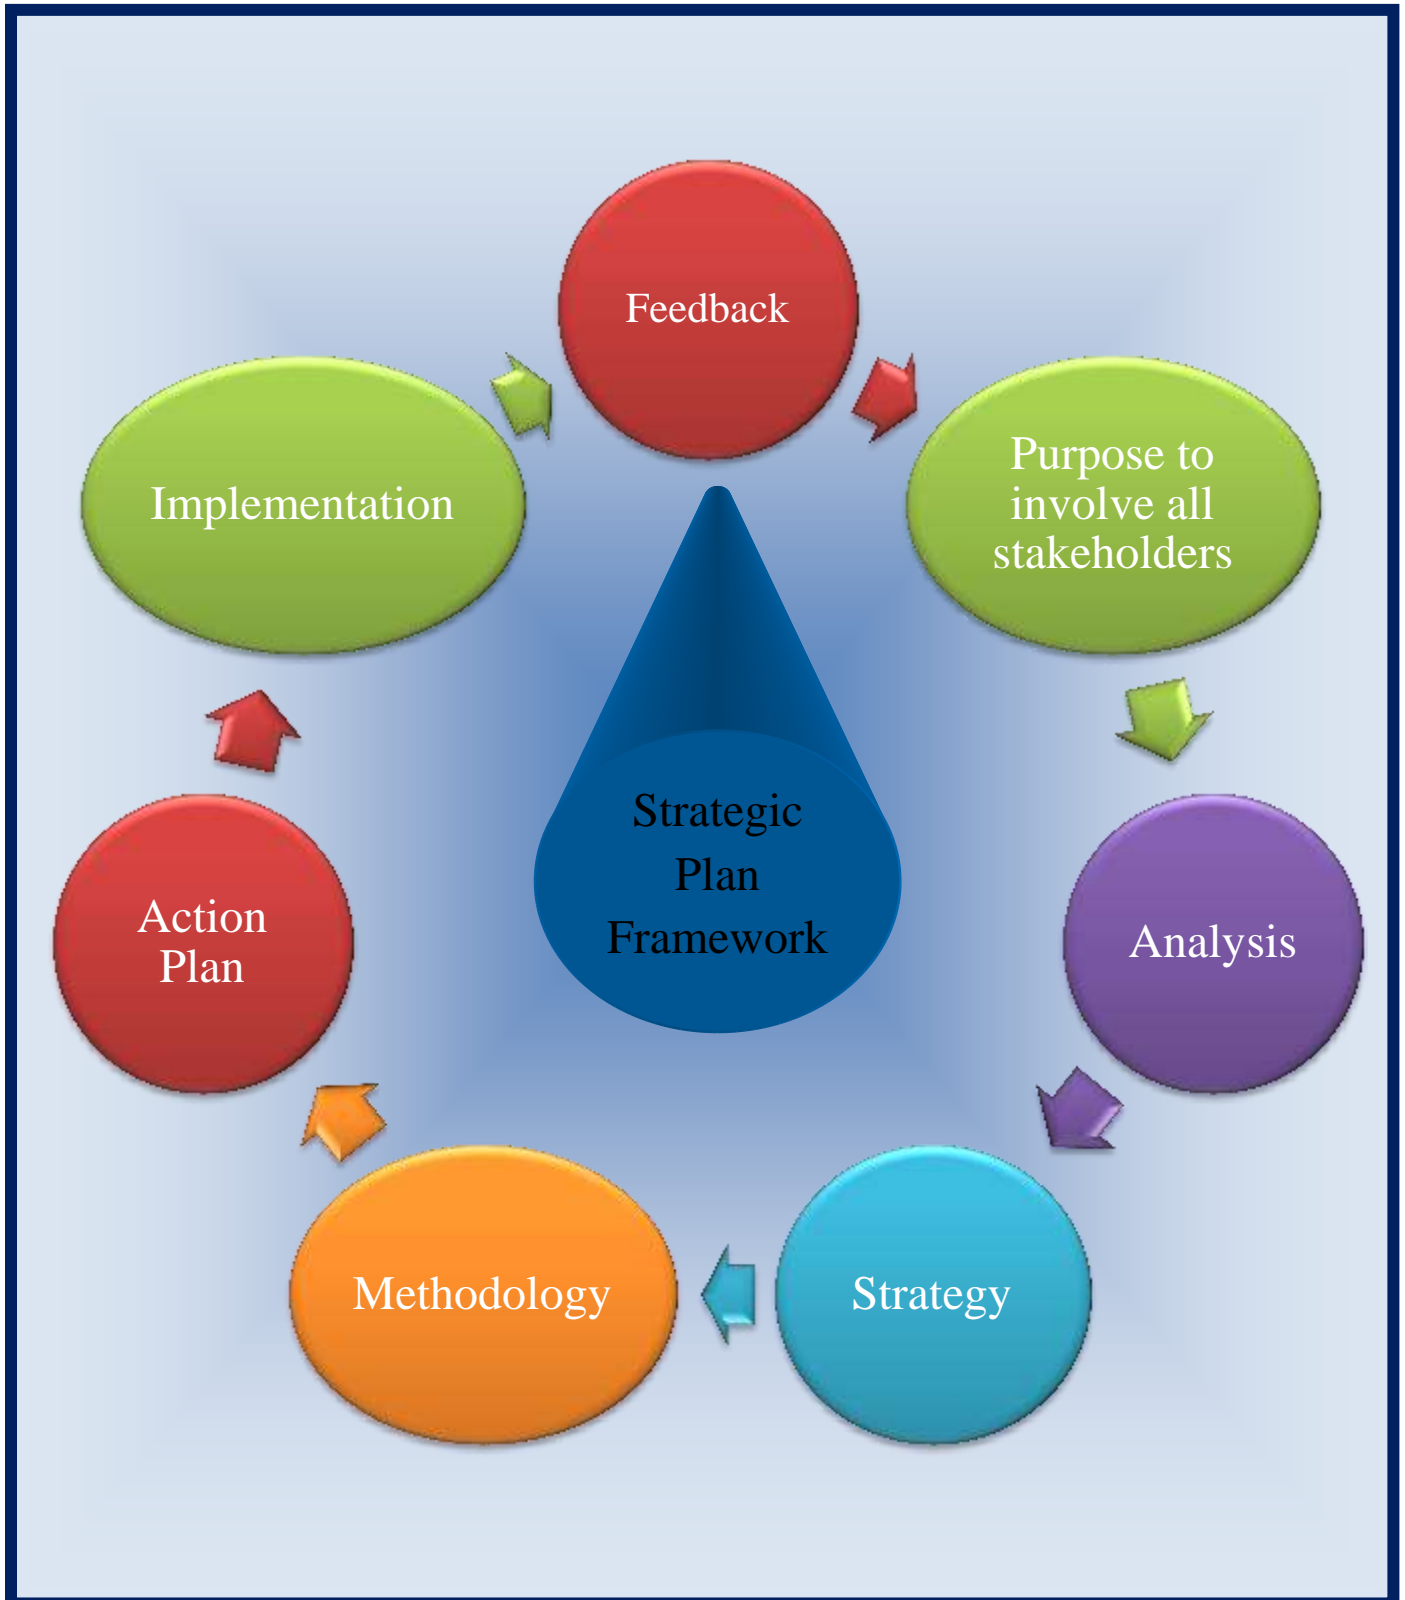 Feedback
Purpose to
involve all
stakeholders
Analysis
Strategy
Methodology
Action
Plan
Implementation
Strategic
Plan
Framework